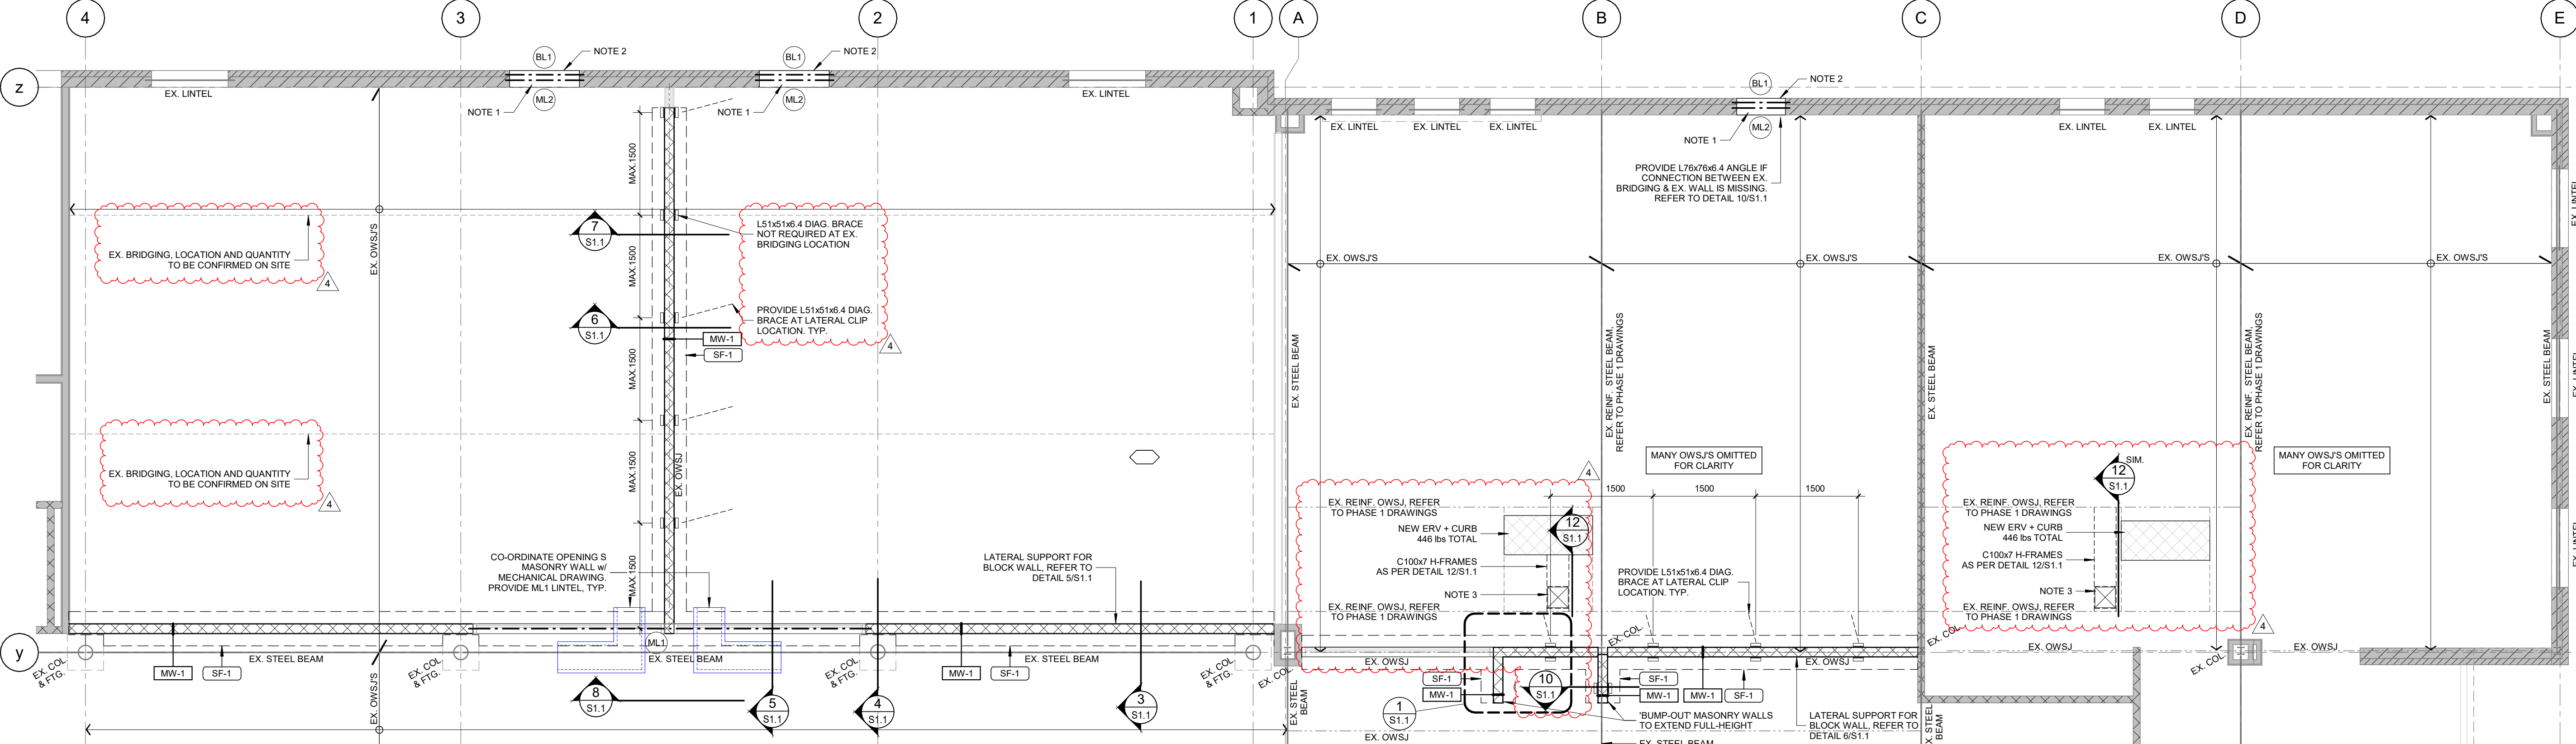 4
3
2
1
A
B
C
D
E
z
BL1
NOTE 2
BL1
NOTE 2
BL1
NOTE 2
EX. LINTEL
NOTE 1
ML2
NOTE 1
ML2
EX. LINTEL
EX. LINTEL
EX. LINTEL
EX. LINTEL
NOTE 1
ML2
EX. LINTEL
EX. LINTEL
EX. LINTEL
MAX.1500
PROVIDE L76x76x6.4 ANGLE IF
CONNECTION BETWEEN EX.
BRIDGING & EX. WALL IS MISSING.
REFER TO DETAIL 10/S1.1
EX. BRIDGING, LOCATION AND QUANTITY
TO BE CONFIRMED ON SITE
4
EX. OWSJ'S
7
S1.1
L51x51x6.4 DIAG. BRACE
NOT REQUIRED AT EX.
BRIDGING LOCATION
MAX.1500
6
S1.1
PROVIDE L51x51x6.4 DIAG.
BRACE AT LATERAL CLIP
LOCATION. TYP.
4
MW-1
SF-1
MAX.1500
EX. OWSJ'S
EX. OWSJ'S
EX. OWSJ'S
EX. OWSJ'S
EX. STEEL BEAM
EX. REINF. STEEL BEAM,
REFER TO PHASE 1 DRAWINGS
EX. STEEL BEAM
EX. REINF. STEEL BEAM,
REFER TO PHASE 1 DRAWINGS
EX. STEEL BEAM
EX. LINTEL
EX. LINTEL
EX. BRIDGING, LOCATION AND QUANTITY
TO BE CONFIRMED ON SITE
4
MAX.1500
EX. OWSJ
MAX.1500
MANY OWSJ'S OMITTED
FOR CLARITY
MANY OWSJ'S OMITTED
FOR CLARITY
4
1500
1500
1500
EX. REINF. OWSJ, REFER
TO PHASE 1 DRAWINGS
NEW ERV + CURB
446 lbs TOTAL
12
S1.1
C100x7 H-FRAMES
AS PER DETAIL 12/S1.1
NOTE 3
EX. REINF. OWSJ, REFER
TO PHASE 1 DRAWINGS
PROVIDE L51x51x6.4 DIAG.
BRACE AT LATERAL CLIP
LOCATION. TYP.
12
S1.1
SIM.
EX. REINF. OWSJ, REFER
TO PHASE 1 DRAWINGS
NEW ERV + CURB
446 lbs TOTAL
C100x7 H-FRAMES
AS PER DETAIL 12/S1.1
NOTE 3
EX. REINF. OWSJ, REFER
TO PHASE 1 DRAWINGS
4
CO-ORDINATE OPENING S
MASONRY WALL w/
MECHANICAL DRAWING.
PROVIDE ML1 LINTEL, TYP.
LATERAL SUPPORT FOR
BLOCK WALL, REFER TO
DETAIL 5/S1.1
y
EX. COL.
& FTG.
MW-1
SF-1
EX. STEEL BEAM
EX. OWSJ'S
EX. COL.
& FTG.
ML1
EX. STEEL BEAM
8
S1.1
5
S1.1
EX. COL.
& FTG.
4
S1.1
MW-1
SF-1
EX. STEEL BEAM
3
S1.1
EX. COL.
& FTG.
EX. COL.
EX. STEEL
BEAM
EX. OWSJ
EX. COL.
EX. OWSJ
EX. COL.
EX. OWSJ
EX. COL.
EX. OWSJ
SF-1
MW-1
10
S1.1
SF-1
MW-1
MW-1
SF-1
1
S1.1
'BUMP-OUT' MASONRY WALLS
TO EXTEND FULL-HEIGHT
LATERAL SUPPORT FOR
BLOCK WALL, REFER TO
DETAIL 6/S1.1
EX. STEEL
BEAM
EX. OWSJ
EX. STEEL BEAM